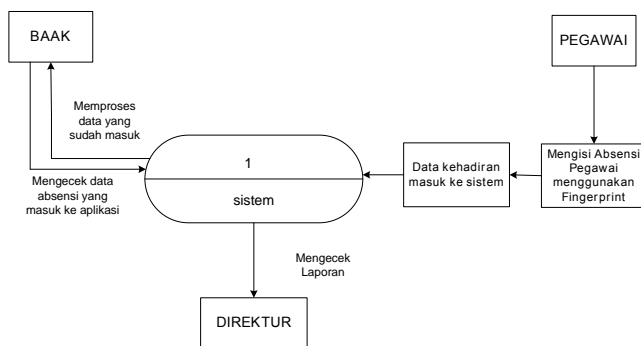 BAAK
PEGAWAI
Memproses
data yang
sudah masuk
1
sistem
Data kehadiran
masuk ke sistem
Mengisi Absensi
Pegawai
menggunakan
Fingerprint
Mengecek data
absensi yang
masuk ke aplikasi
Mengecek
Laporan
DIREKTUR